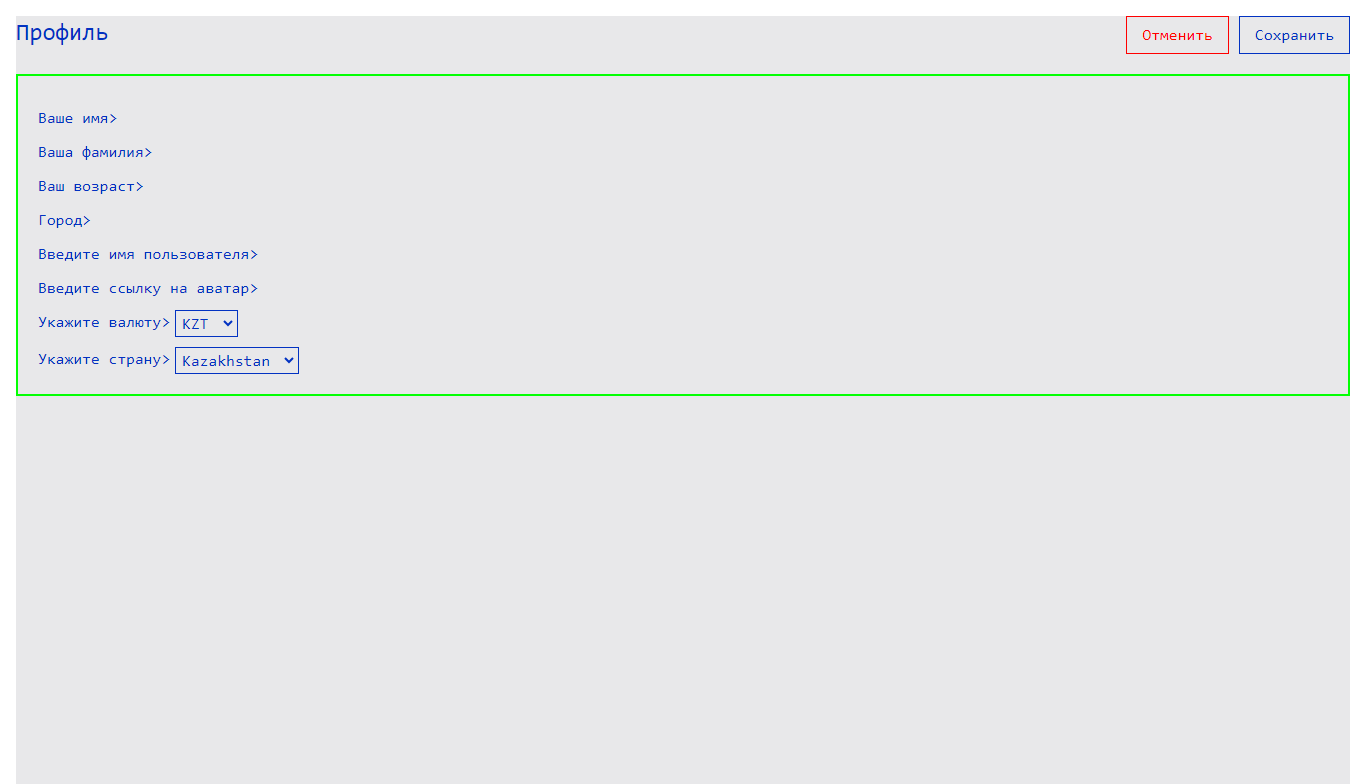 Профиль
Отменить
Сохранить
Ваше имя>
Ваша фамилия>
Ваш возраст>
Город>
Введите имя пользователя>
Введите ссылку на аватар>
Укажите валюту> KZT
Укажите страну> Kazakhstan